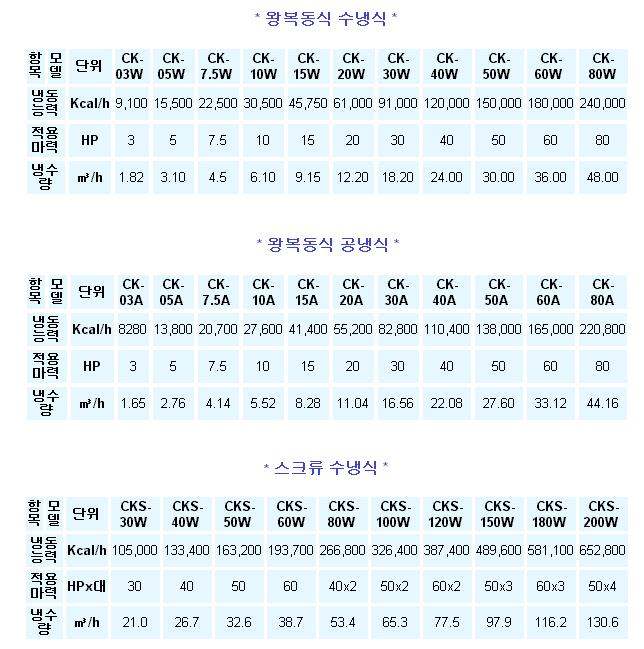 * 왕복동식 수냉식 *
항목 모델 단위 CK-03W CK-05W CK-7.5W CK-10W CK-15W CK-20W CK-30W CK-40W CK-50W CK-60W CK-80W
냉동능력 Kcal/h 9,100 15,500 22,500 30,500 45,750 61,000 91,000 120,000 150,000 180,000 240,000
적용마력 HP 3 5 7.5 10 15 20 30 40 50 60 80
냉수량 m³/h 1.82 3.10 4.5 6.10 9.15 12.20 18.20 24.00 30.00 36.00 48.00
* 왕복동식 공냉식 *
항목 모델 단위 CK-03A CK-05A CK-7.5A CK-10A CK-15A CK-20A CK-30A CK-40A CK-50A CK-60A CK-80A
냉동능력 Kcal/h 8280 13,800 20,700 27,600 41,400 55,200 82,800 110,400 138,000 165,000 220,800
적용마력 HP 3 5 7.5 10 15 20 30 40 50 60 80
냉수량 m³/h 1.65 2.76 4.14 5.52 8.28 11.04 16.56 22.08 27.60 33.12 44.16
* 스크류 수냉식 *
항목 모델 단위 CKS-30W CKS-40W CKS-50W CKS-60W CKS-80W CKS-100W CKS-120W CKS-150W CKS-180W CKS-200W
냉동능력 Kcal/h 105,000 133,400 163,200 193,700 266,800 326,400 387,400 489,600 581,100 652,800
적용마력 HPx대 30 40 50 60 40x2 50x2 60x2 50x3 60x3 50x4
냉수량 m³/h 21.0 26.7 32.6 38.7 53.4 65.3 77.5 97.9 116.2 130.6